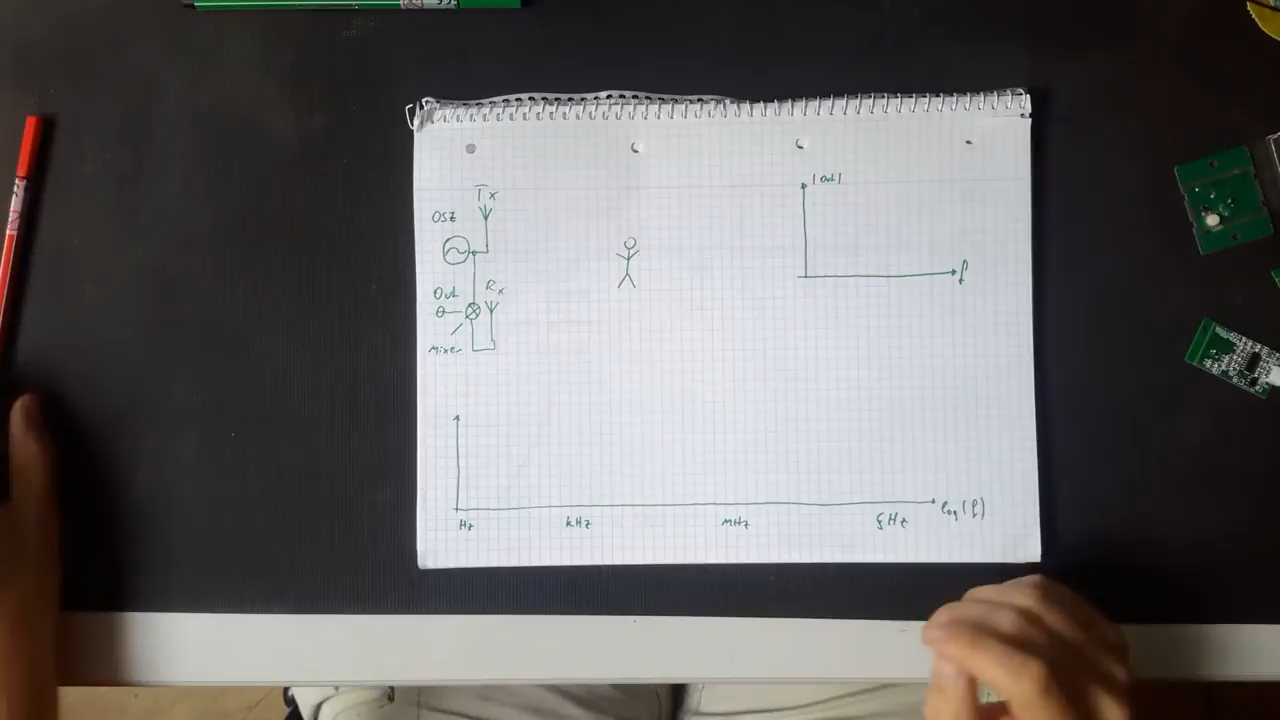 Tx
OSZ
Out
Rx
Mixer
|Out|
f
Hz
kHz
MHz
GHz
log(f)